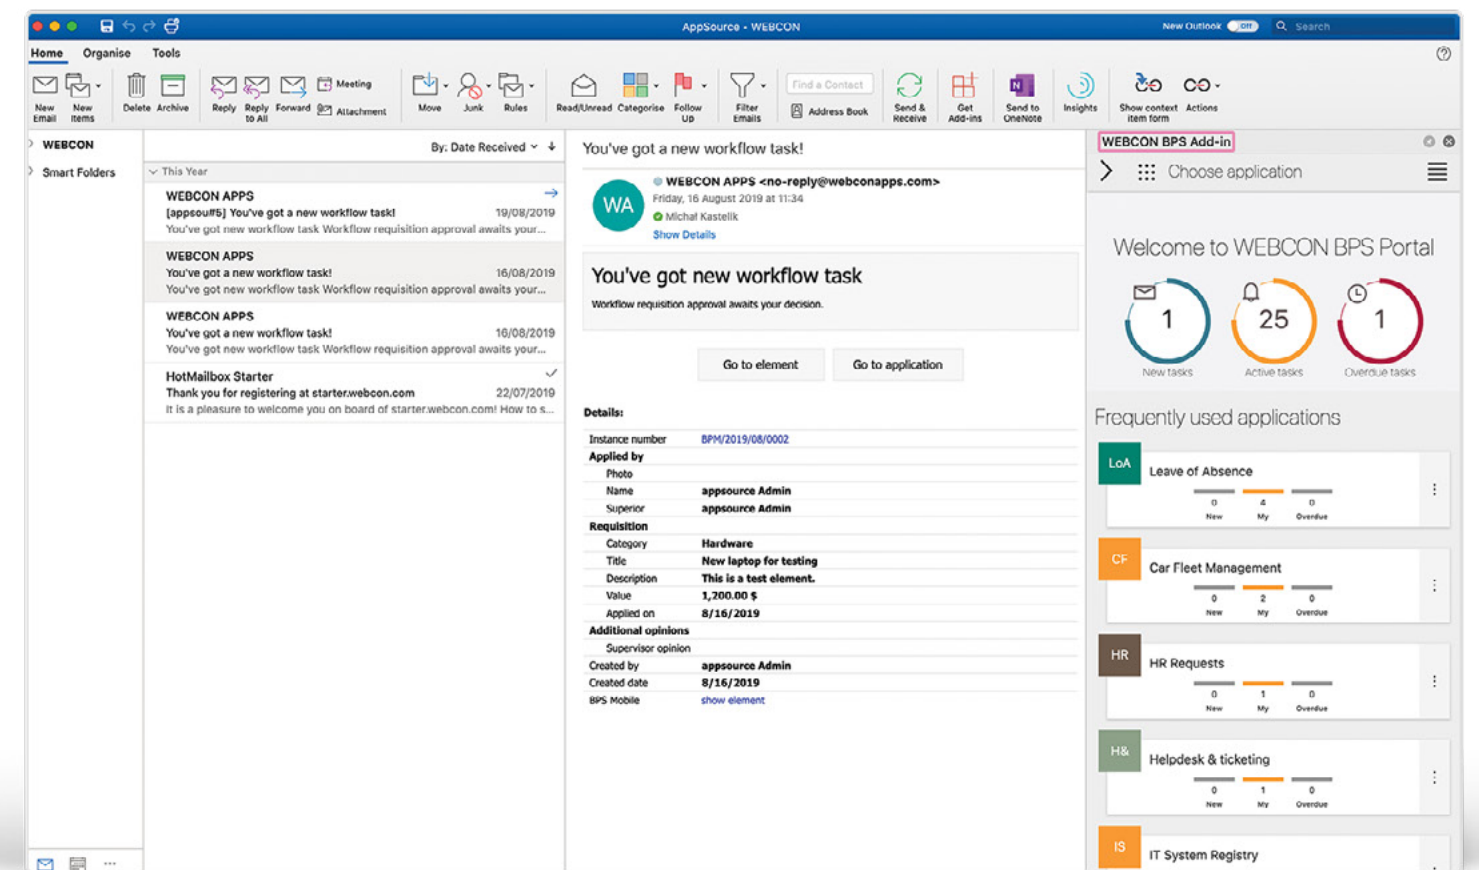 AppSource • WEBCON
New Outlook Off Search
Home Organise Tools
New Email
New Items
Delete
Archive
Reply
Reply to All
Forward
Meeting
Attachment
Move
Junk
Rules
Read/Unread
Categorise
Follow Up
Filter Emails
Find a Contact
Address Book
Send & Receive
Get Add-ins
Send to OneNote
Insights
Show context item form
Actions
WEBCON
Smart Folders
By: Date Received
This Year
WEBCON APPS
[appsou#5] You've got a new workflow task! 19/08/2019
You've got new workflow task Workflow requisition approval awaits your...
WEBCON APPS
You've got a new workflow task! 16/08/2019
You've got new workflow task Workflow requisition approval awaits your...
WEBCON APPS
You've got a new workflow task! 16/08/2019
You've got new workflow task Workflow requisition approval awaits your...
HotMailbox Starter
Thank you for registering at starter.webcon.com 22/07/2019
It is a pleasure to welcome you on board of starter.webcon.com! How to s...
You've got a new workflow task!
WA
WEBCON APPS <no-reply@webconapps.com>
Friday, 16 August 2019 at 11:34
Michał Kastelik
Show Details
You've got new workflow task
Workflow requisition approval awaits your decision.
Go to element Go to application
Details:
Instance number BPM/2019/08/0002
Applied by
Photo
Name appsource Admin
Superior appsource Admin
Requisition
Category Hardware
Title New laptop for testing
Description This is a test element.
Value 1,200.00 $
Applied on 8/16/2019
Additional opinions
Supervisor opinion
Created by appsource Admin
Created date 8/16/2019
BPS Mobile show element
WEBCON BPS Add-in
Choose application
Welcome to WEBCON BPS Portal
1 25 1
New tasks Active tasks Overdue tasks
Frequently used applications
LoA Leave of Absence
0 4 0
New My Overdue
CF Car Fleet Management
0 2 0
New My Overdue
HR HR Requests
0 1 0
New My Overdue
H& Helpdesk & ticketing
0 1 0
New My Overdue
IS IT System Registry